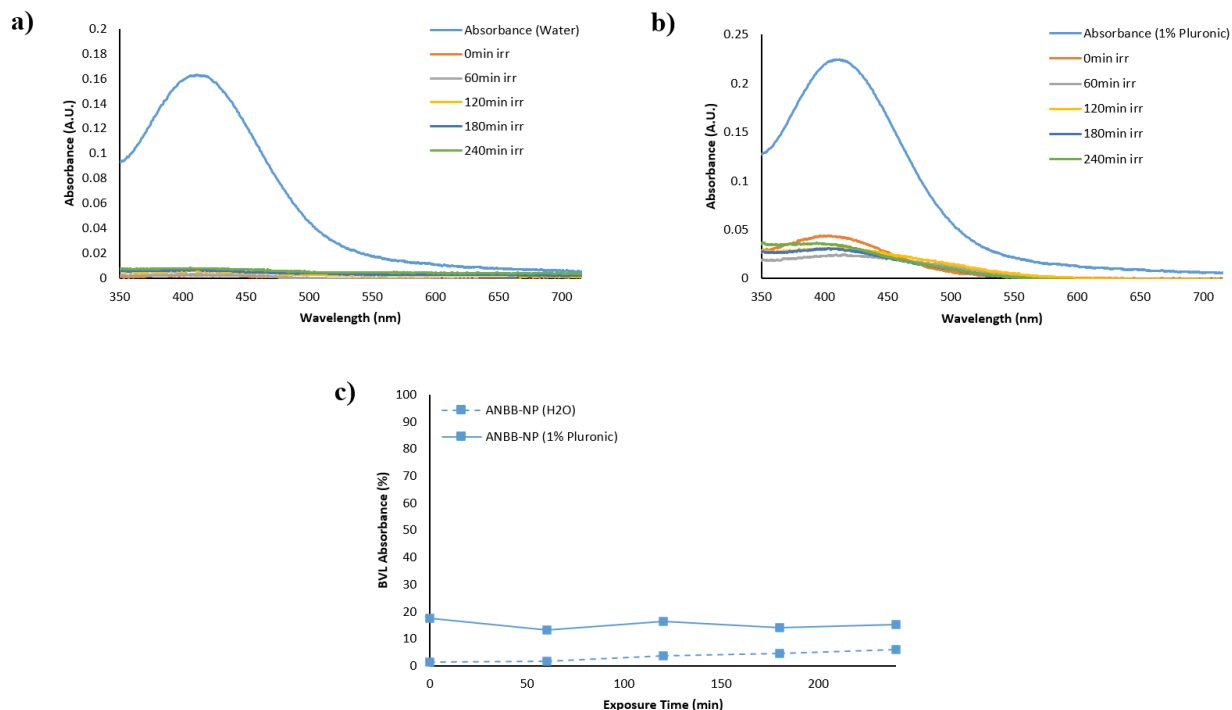 a)
Absorbance (A.U.)
0.2
0.18
0.16
0.14
0.12
0.1
0.08
0.06
0.04
0.02
0
350 400 450 500 550 600 650 700
Wavelength (nm)
Absorbance (Water)
0min irr
60min irr
120min irr
180min irr
240min irr
b)
Absorbance (A.U.)
0.25
0.2
0.15
0.1
0.05
0
350 400 450 500 550 600 650 700
Wavelength (nm)
Absorbance (1% Pluronic)
0min irr
60min irr
120min irr
180min irr
240min irr
c)
BVL Absorbance (%)
100
90
80
70
60
50
40
30
20
10
0
0 50 100 150 200
Exposure Time (min)
ANBB-NP (H2O)
ANBB-NP (1% Pluronic)